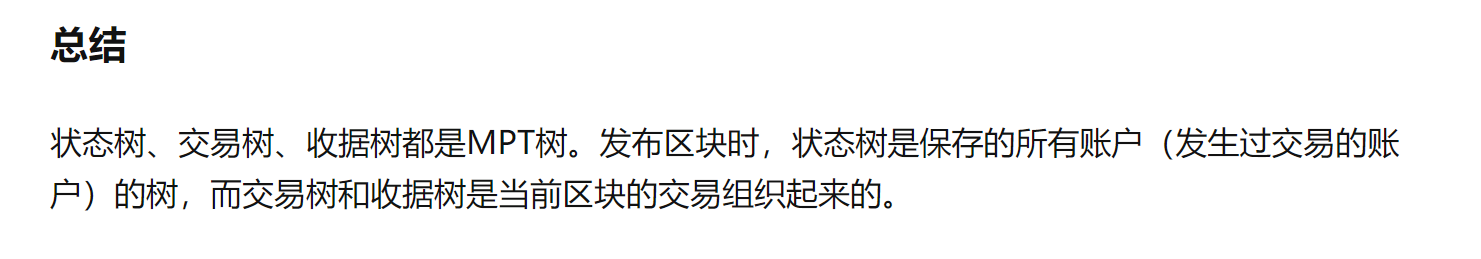 总结
状态树、交易树、收据树都是MPT树。发布区块时，状态树是保存的所有账户（发生过交易的账
户）的树，而交易树和收据树是当前区块的交易组织起来的。